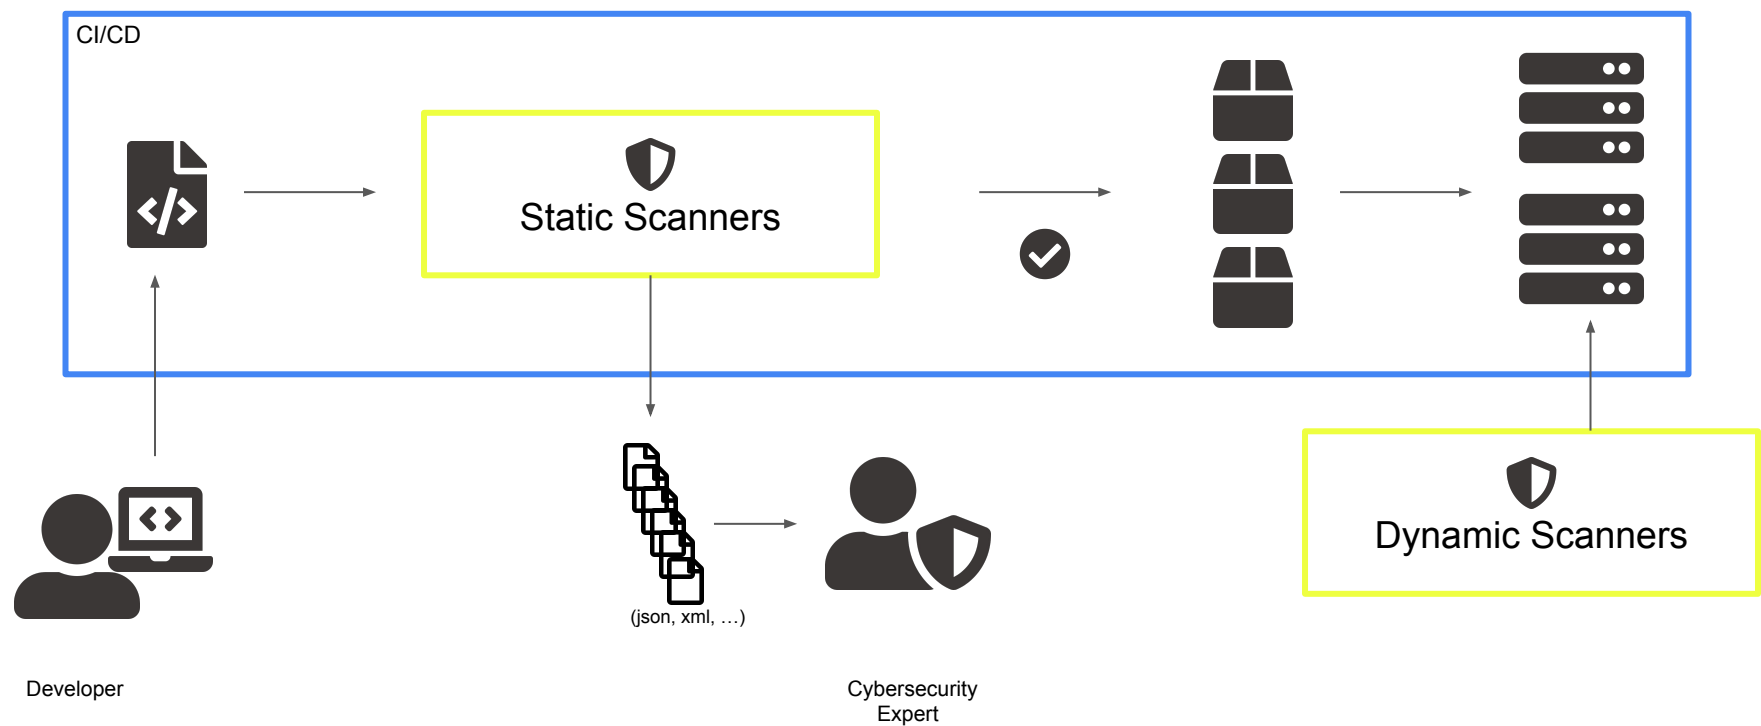 CI/CD
Static Scanners
Dynamic Scanners
(json, xml, …)
Developer
Cybersecurity
Expert